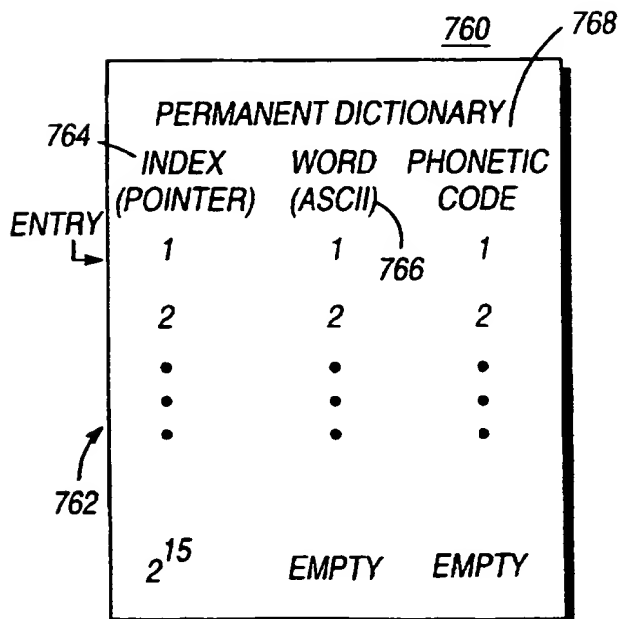 760
768
PERMANENT DICTIONARY
764
INDEX WORD PHONETIC
(POINTER) (ASCII) CODE
766
ENTRY
1 1 1
2 2 2
762
2^15 EMPTY EMPTY